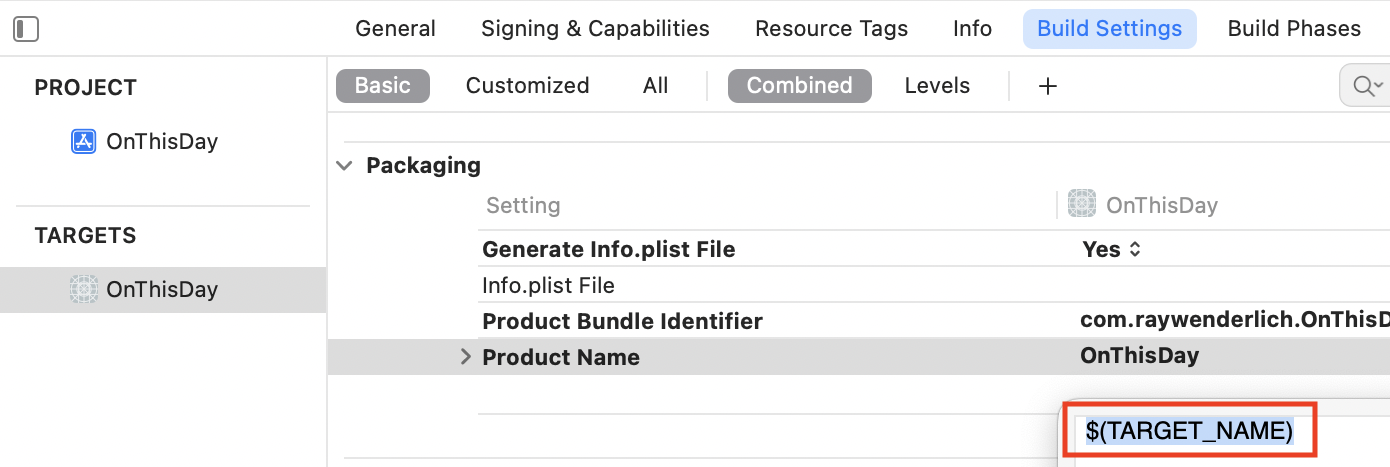 General Signing & Capabilities Resource Tags Info Build Settings Build Phases
PROJECT
OnThisDay
TARGETS
OnThisDay
Basic Customized All Combined Levels +
Packaging
Setting OnThisDay
Generate Info.plist File Yes
Info.plist File
Product Bundle Identifier com.raywenderlich.OnThisD
Product Name OnThisDay
$(TARGET_NAME)